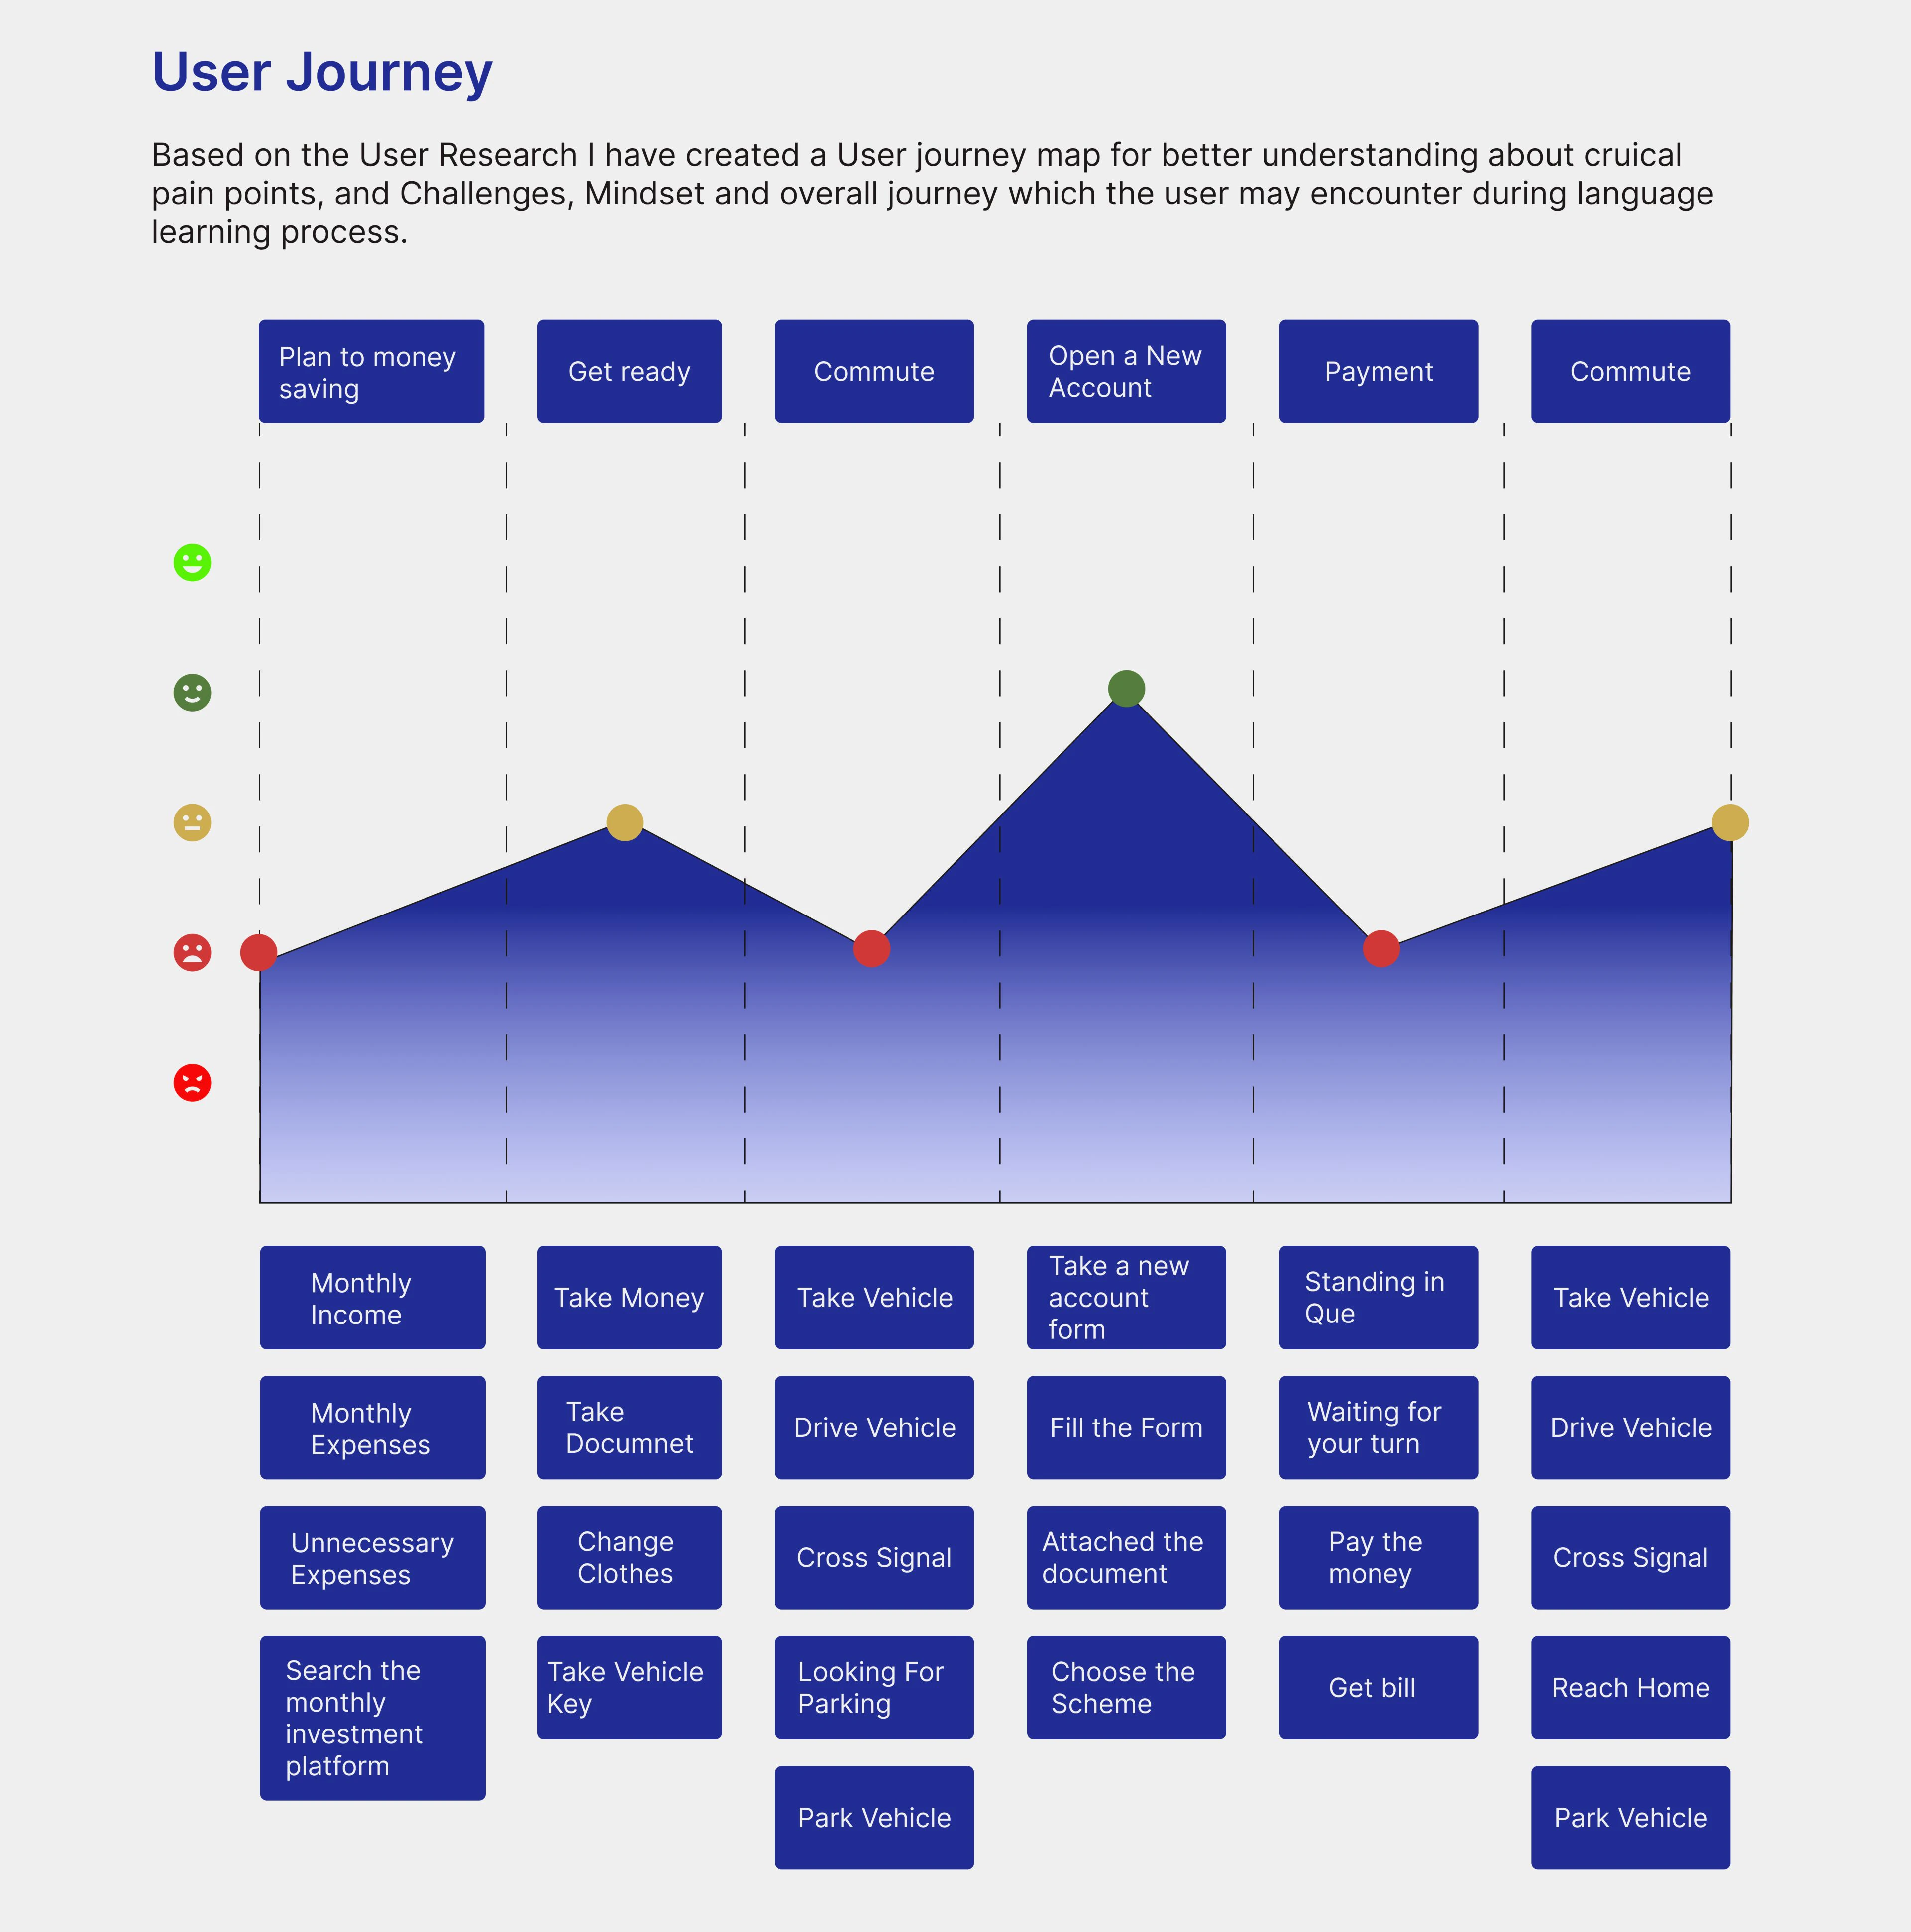 User Journey
Based on the User Research I have created a User journey map for better understanding about cruical
pain points, and Challenges, Mindset and overall journey which the user may encounter during language
learning process.
Plan to money
saving
Get ready
Commute
Open a New
Account
Payment
Commute
Monthly
Income
Take Money
Take Vehicle
Take a new
account
form
Standing in
Que
Take Vehicle
Monthly
Expenses
Take
Documnet
Drive Vehicle
Fill the Form
Waiting for
your turn
Drive Vehicle
Unnecessary
Expenses
Change
Clothes
Cross Signal
Attached the
document
Pay the
money
Cross Signal
Search the
monthly
investment
platform
Take Vehicle
Key
Looking For
Parking
Choose the
Scheme
Get bill
Reach Home
Park Vehicle
Park Vehicle